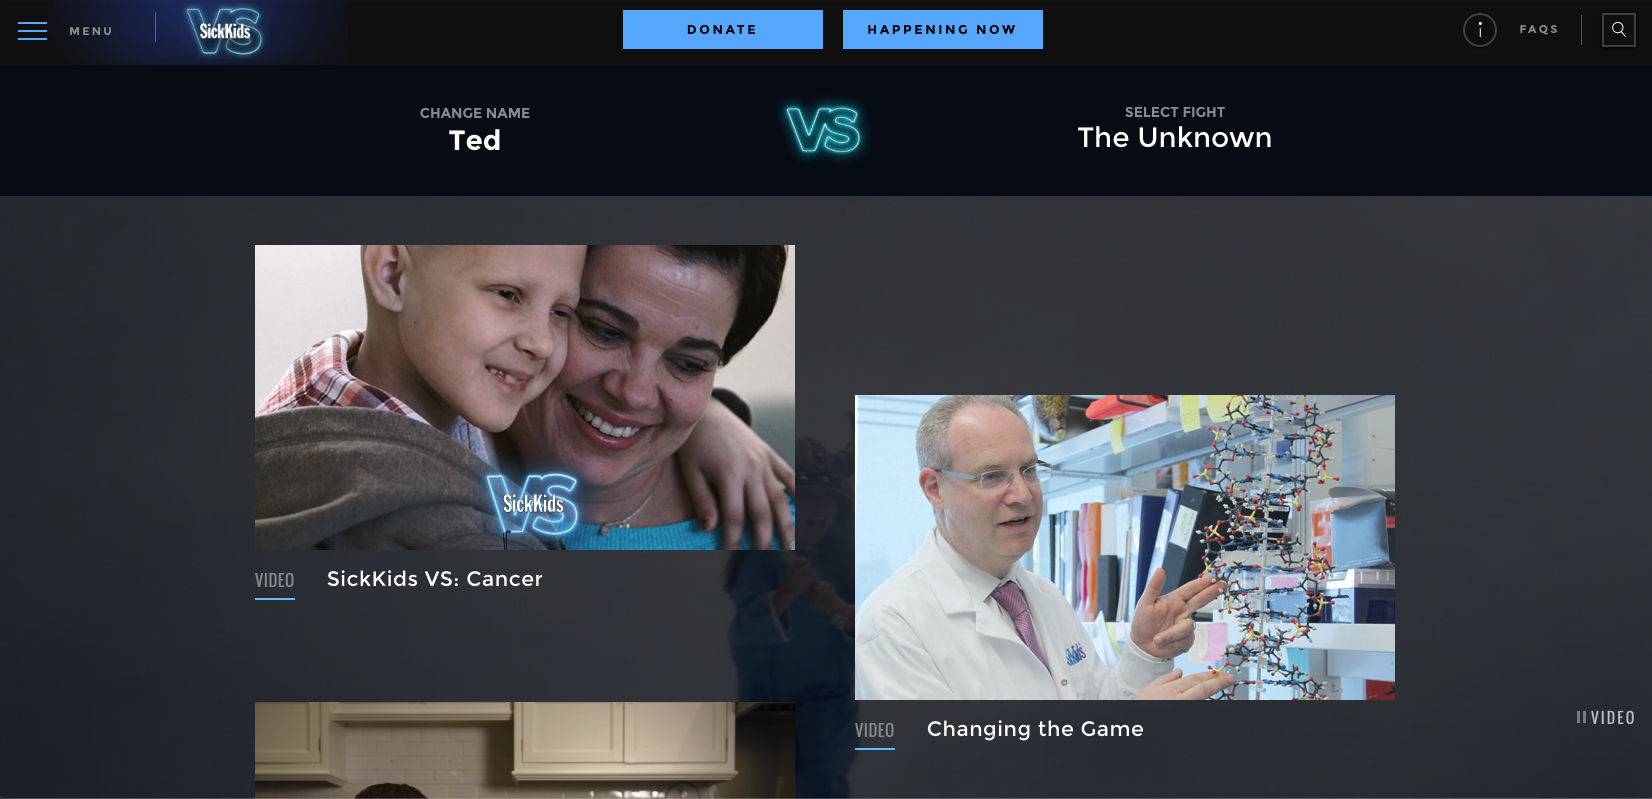 MENU
VS
SickKids
DONATE
HAPPENING NOW
i
FAQS
CHANGE NAME
Ted
VS
SELECT FIGHT
The Unknown
VS
SickKids
VIDEO
SickKids VS: Cancer
SickKids
VIDEO
Changing the Game
VIDEO